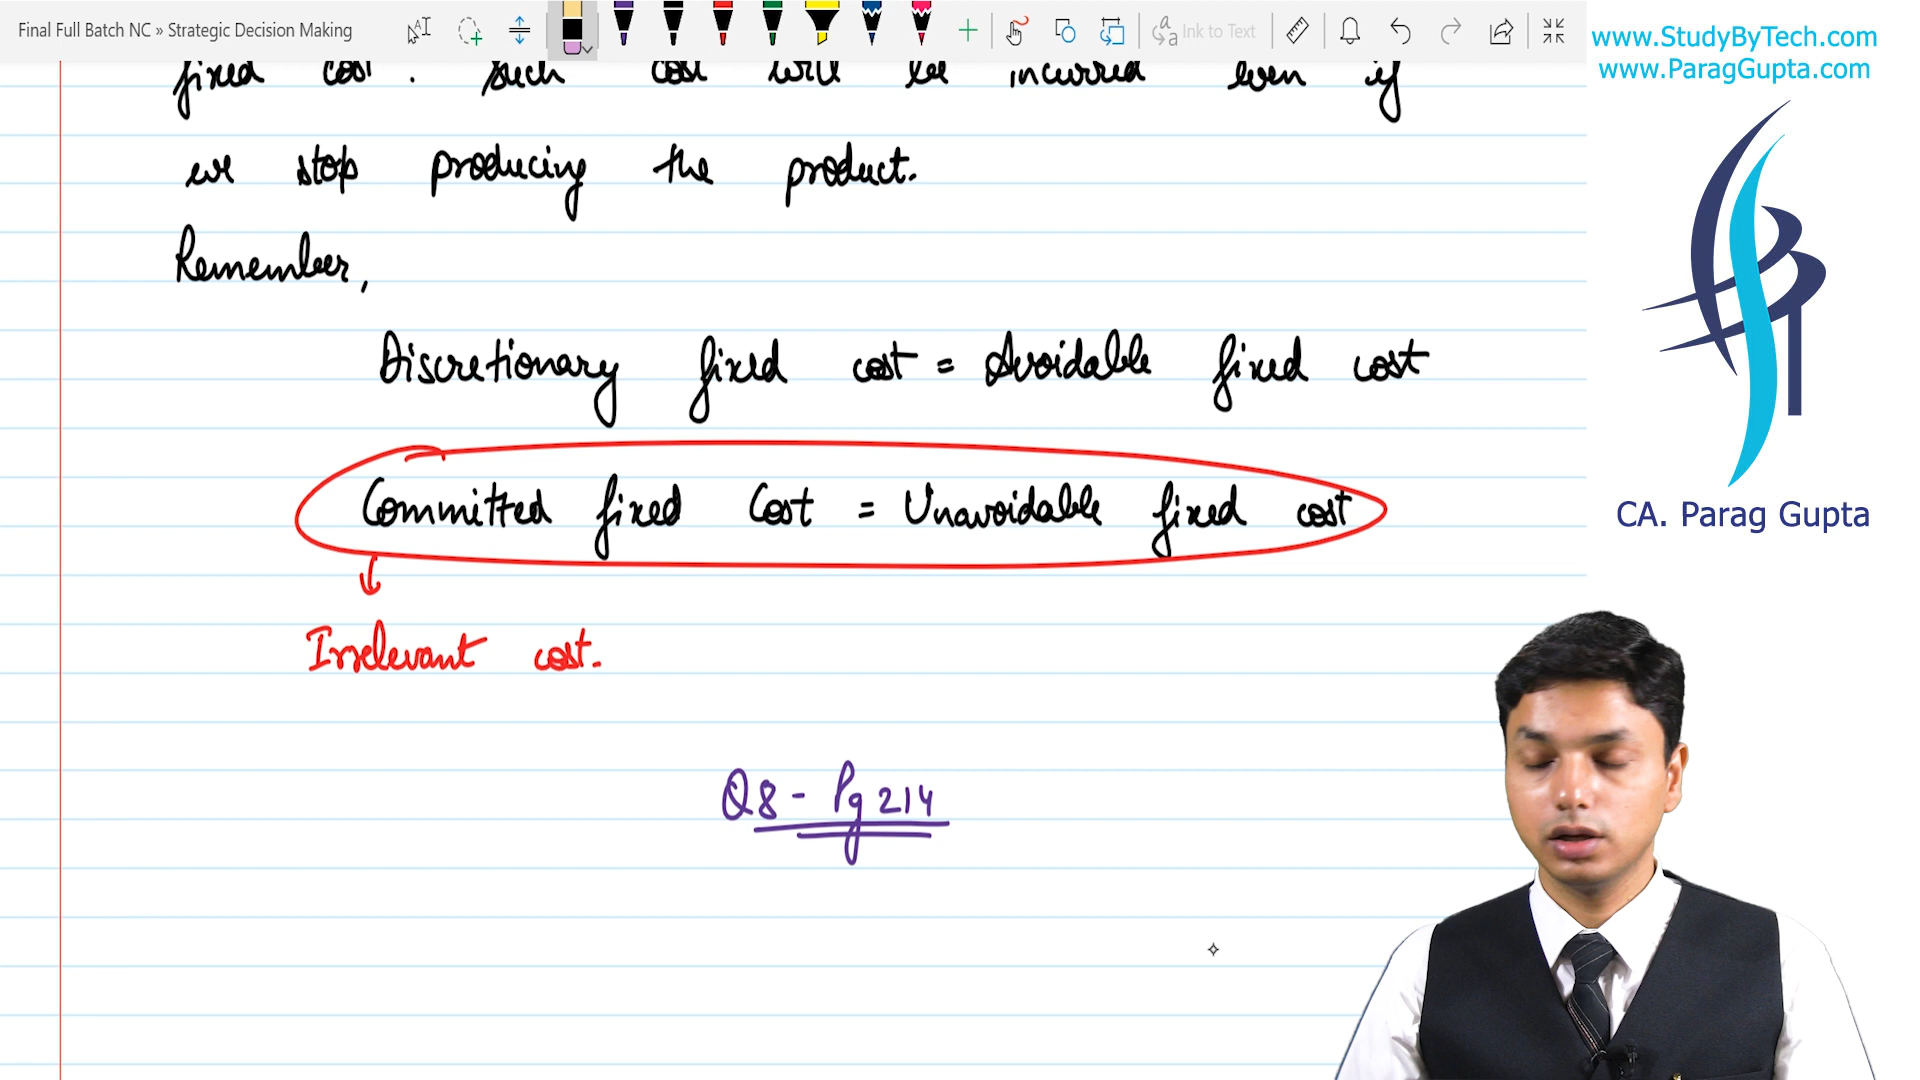 Final Full Batch NC » Strategic Decision Making
Ink to Text
www.StudyByTech.com
www.ParagGupta.com
fixed cost. Such cost will be incurred even if
we stop producing the product.
Remember,
Discretionary fixed cost = Avoidable fixed cost
Committed fixed Cost = Unavoidable fixed cost
Irrelevant cost.
Q8 - Pg 214
CA. Parag Gupta